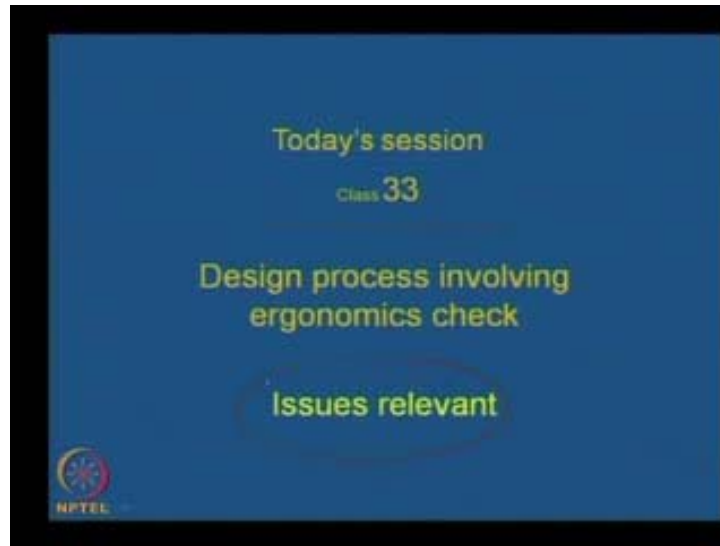 Today's session
Class 33
Design process involving
ergonomics check
Issues relevant
NPTEL